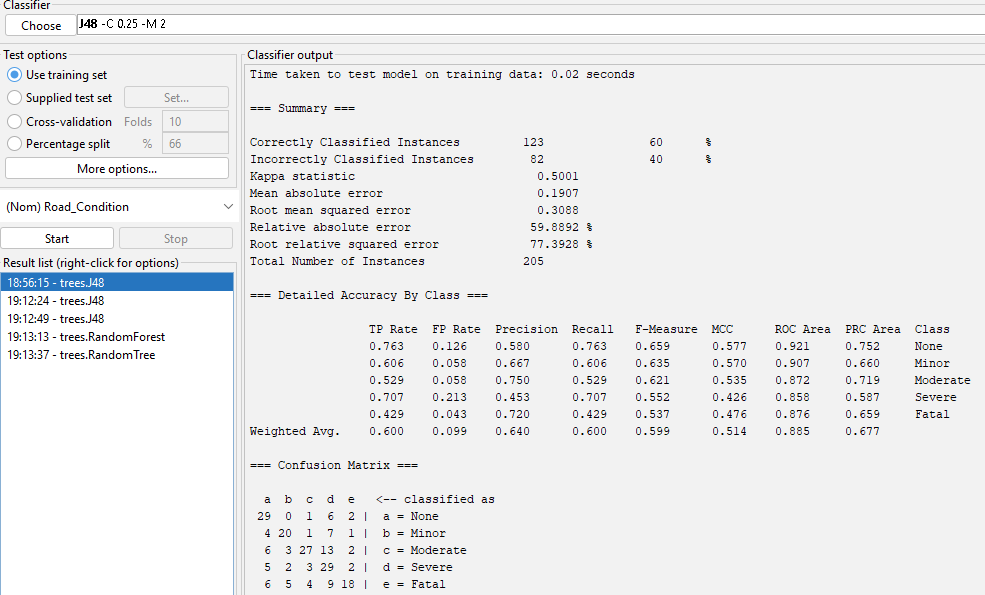 Classifier
Choose J48 -C 0.25 -M 2
Test options
Use training set
Supplied test set Set...
Cross-validation Folds 10
Percentage split % 66
More options...
(Nom) Road_Condition
Start Stop
Result list (right-click for options)
18:56:15 - trees.J48
19:12:24 - trees.J48
19:12:49 - trees.J48
19:13:13 - trees.RandomForest
19:13:37 - trees.RandomTree
Classifier output
Time taken to test model on training data: 0.02 seconds
=== Summary ===
Correctly Classified Instances 123 60 %
Incorrectly Classified Instances 82 40 %
Kappa statistic 0.5001
Mean absolute error 0.1907
Root mean squared error 0.3088
Relative absolute error 59.8892 %
Root relative squared error 77.3928 %
Total Number of Instances 205
=== Detailed Accuracy By Class ===
TP Rate FP Rate Precision Recall F-Measure MCC ROC Area PRC Area Class
0.763 0.126 0.580 0.763 0.659 0.577 0.921 0.752 None
0.606 0.058 0.667 0.606 0.635 0.570 0.907 0.660 Minor
0.529 0.058 0.750 0.529 0.621 0.535 0.872 0.719 Moderate
0.707 0.213 0.453 0.707 0.552 0.426 0.858 0.587 Severe
0.429 0.043 0.720 0.429 0.537 0.476 0.876 0.659 Fatal
Weighted Avg. 0.600 0.099 0.640 0.600 0.599 0.514 0.885 0.677
=== Confusion Matrix ===
a b c d e <-- classified as
29 0 1 6 2 | a = None
4 20 1 7 1 | b = Minor
6 3 27 13 2 | c = Moderate
5 2 3 29 2 | d = Severe
6 5 4 9 18 | e = Fatal